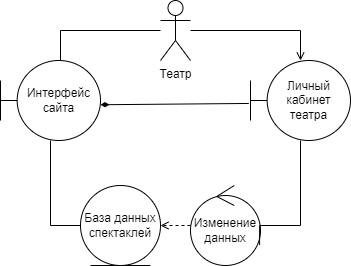 Театр
Интерфейс
сайта
Личный
кабинет
театра
База данных
спектаклей
Изменение
данных